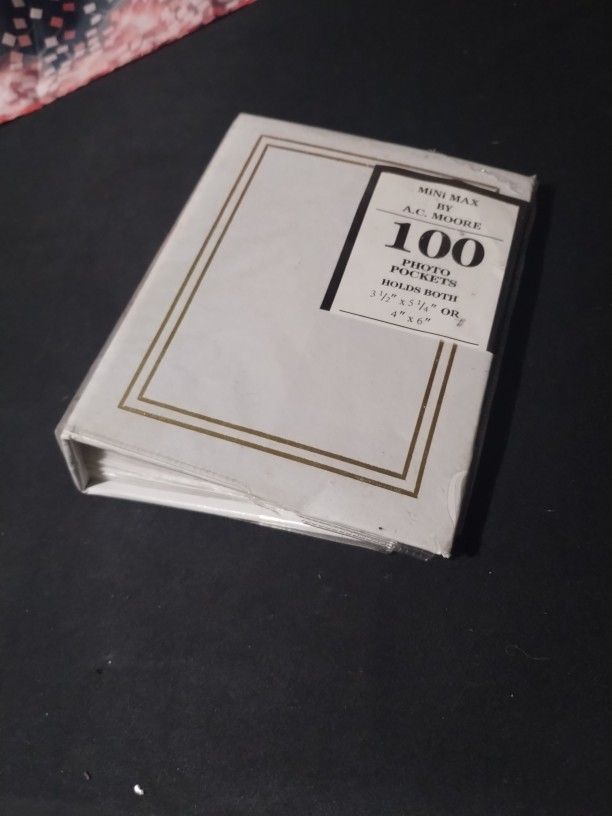 MiNi MAX
BY
A.C. MOORE
100
PHOTO
POCKETS
HOLDS BOTH
3 1/2" x 5 1/4" OR
4" x 6"